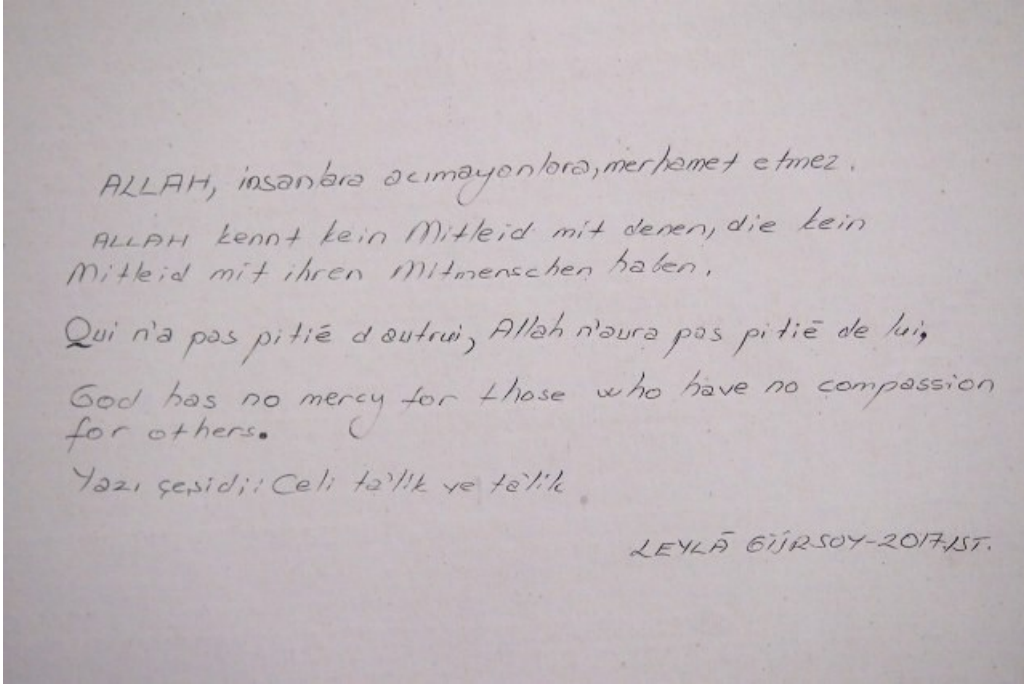 ALLAH, insanlara acımayanlara, merhamet etmez.
ALLAH kennt kein Mitleid mit denen, die kein
Mitleid mit ihren Mitmenschen haben.
Qui n'a pas pitié d autrui, Allah n'aura pas pitié de lui,
God has no mercy for those who have no compassion
for others.
Yazı çeşidi: Celi ta'lik ve ta'lik
LEYLÂ GÜRSOY-2017.İST.